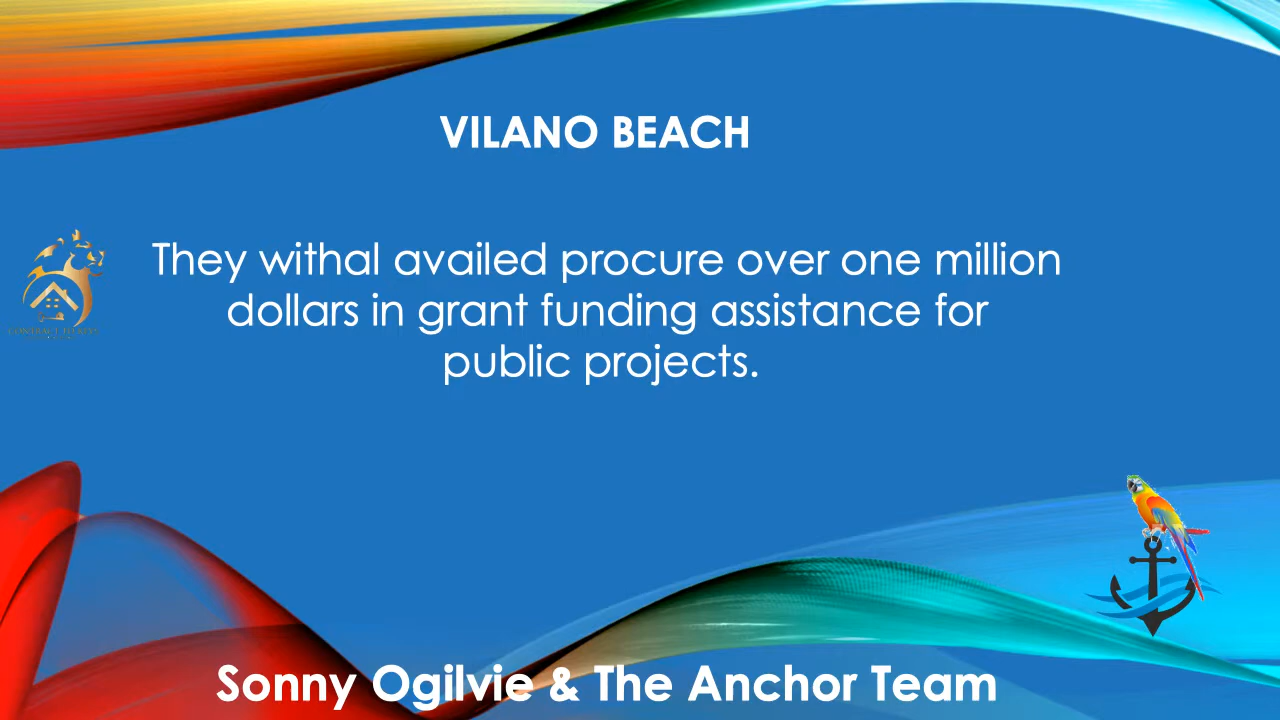 VILANO BEACH
They withal availed procure over one million
dollars in grant funding assistance for
public projects.
Sonny Ogilvie & The Anchor Team